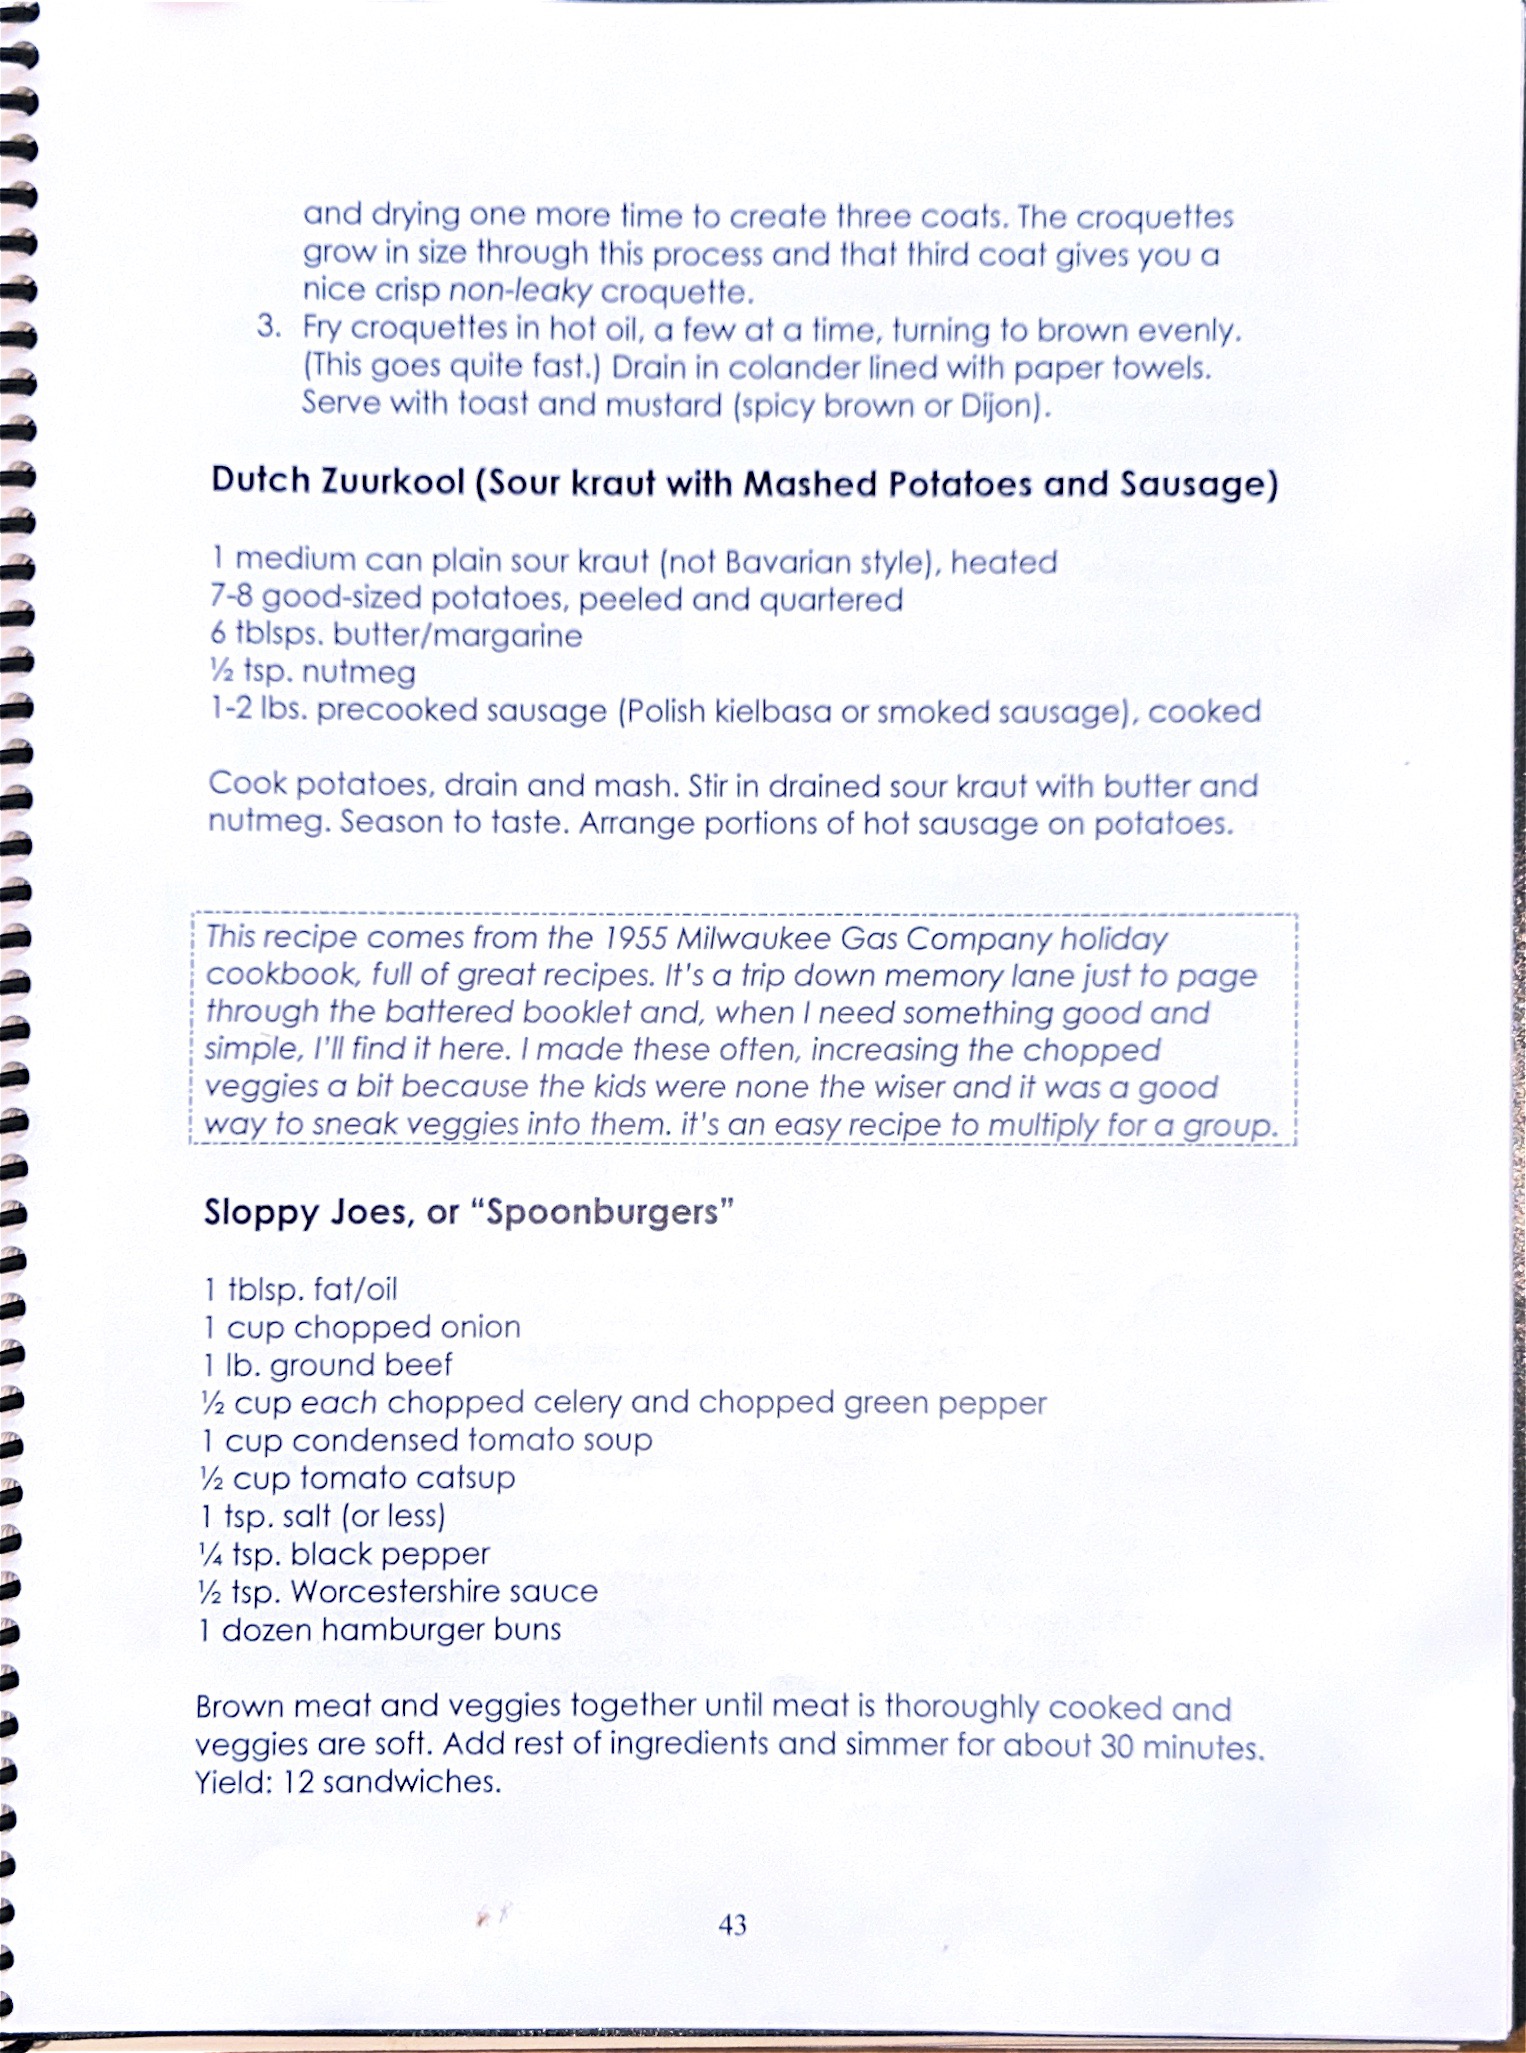 and drying one more time to create three coats. The croquettes
grow in size through this process and that third coat gives you a
nice crisp non-leaky croquette.
3. Fry croquettes in hot oil, a few at a time, turning to brown evenly.
(This goes quite fast.) Drain in colander lined with paper towels.
Serve with toast and mustard (spicy brown or Dijon).
Dutch Zuurkool (Sour kraut with Mashed Potatoes and Sausage)
1 medium can plain sour kraut (not Bavarian style), heated
7-8 good-sized potatoes, peeled and quartered
6 tblsps. butter/margarine
½ tsp. nutmeg
1-2 lbs. precooked sausage (Polish kielbasa or smoked sausage), cooked
Cook potatoes, drain and mash. Stir in drained sour kraut with butter and
nutmeg. Season to taste. Arrange portions of hot sausage on potatoes.
This recipe comes from the 1955 Milwaukee Gas Company holiday
cookbook, full of great recipes. It's a trip down memory lane just to page
through the battered booklet and, when I need something good and
simple, I'll find it here. I made these often, increasing the chopped
veggies a bit because the kids were none the wiser and it was a good
way to sneak veggies into them. it's an easy recipe to multiply for a group.
Sloppy Joes, or “Spoonburgers”
1 tblsp. fat/oil
1 cup chopped onion
1 lb. ground beef
½ cup each chopped celery and chopped green pepper
1 cup condensed tomato soup
½ cup tomato catsup
1 tsp. salt (or less)
¼ tsp. black pepper
½ tsp. Worcestershire sauce
1 dozen hamburger buns
Brown meat and veggies together until meat is thoroughly cooked and
veggies are soft. Add rest of ingredients and simmer for about 30 minutes.
Yield: 12 sandwiches.
43